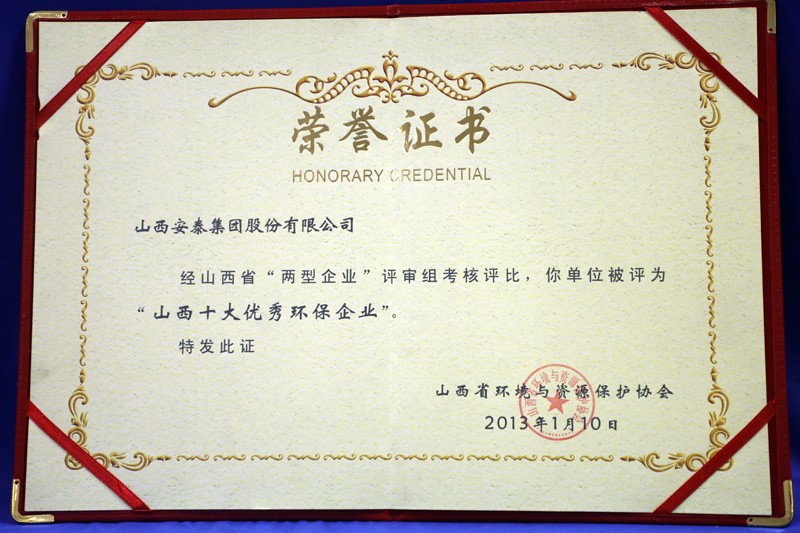 荣誉证书
HONORARY CREDENTIAL
山西安泰集团股份有限公司
经山西省“两型企业”评审组考核评比，你单位被评为
“山西十大优秀环保企业”。
特发此证
山西省环境与资源保护协会
2013年1月10日